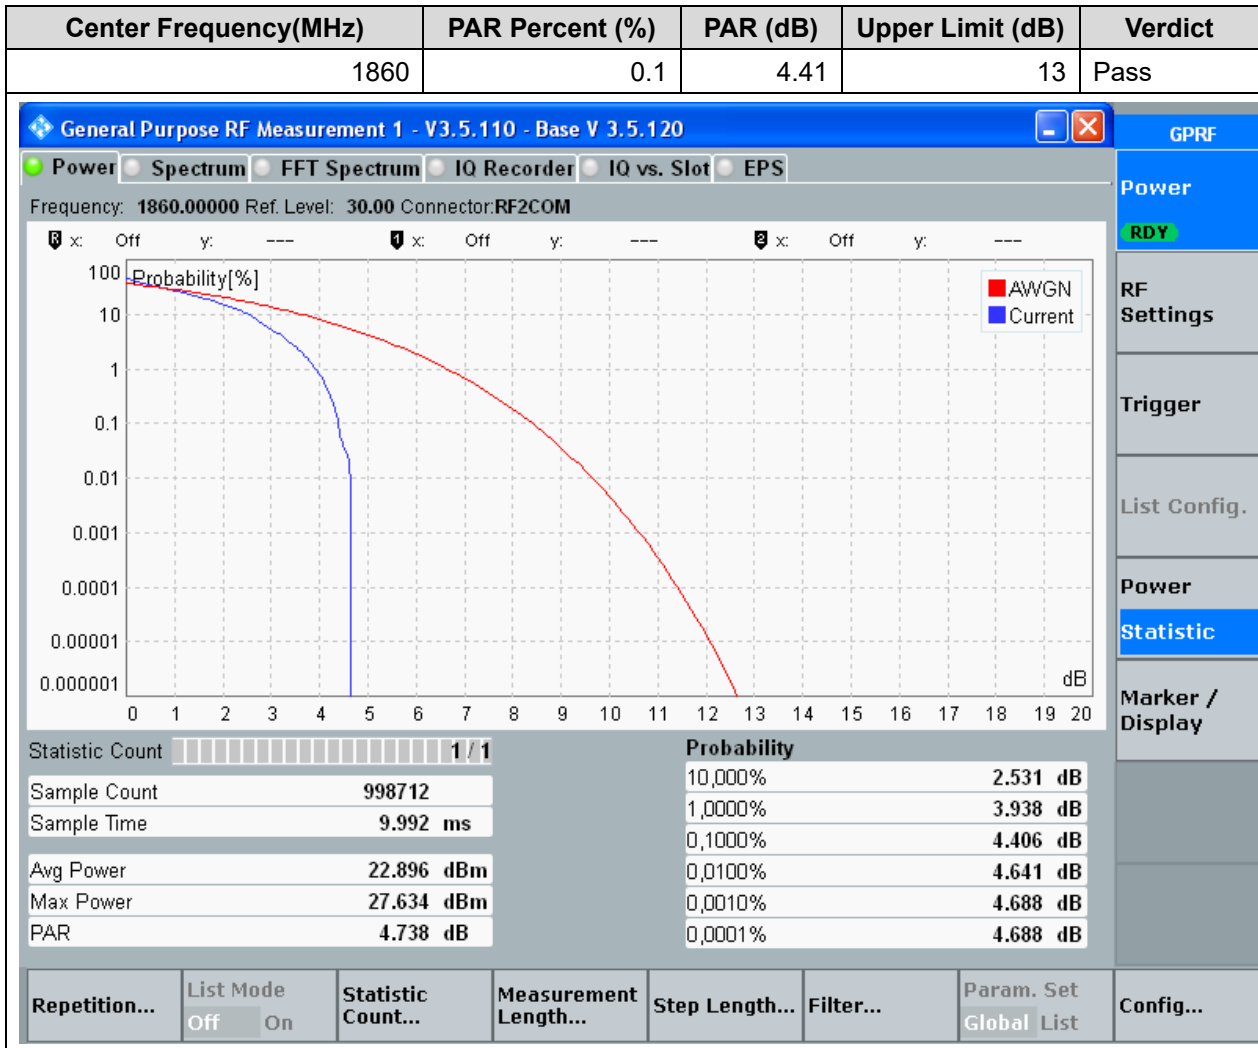 Center Frequency(MHz) PAR Percent (%) PAR (dB) Upper Limit (dB) Verdict
1860 0.1 4.41 13 Pass
General Purpose RF Measurement 1 - V3.5.110 - Base V 3.5.120
GPRF
Power Spectrum FFT Spectrum IQ Recorder IQ vs. Slot EPS
Frequency: 1860.00000 Ref. Level: 30.00 Connector:RF2COM
R x: Off y: --- 1 x: Off y: --- 2 x: Off y: ---
Probability[%]
100
10
1
0.1
0.01
0.001
0.0001
0.00001
0.000001
AWGN
Current
dB
0 1 2 3 4 5 6 7 8 9 10 11 12 13 14 15 16 17 18 19 20
Statistic Count 1 / 1
Sample Count 998712
Sample Time 9.992 ms
Avg Power 22.896 dBm
Max Power 27.634 dBm
PAR 4.738 dB
Probability
10,000% 2.531 dB
1,0000% 3.938 dB
0,1000% 4.406 dB
0,0100% 4.641 dB
0,0010% 4.688 dB
0,0001% 4.688 dB
Power
RDY
RF
Settings
Trigger
List Config.
Power
Statistic
Marker /
Display
Repetition...
List Mode
Off On
Statistic
Count...
Measurement
Length...
Step Length...
Filter...
Param. Set
Global List
Config...